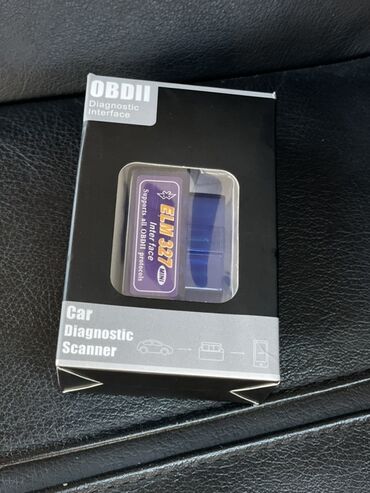 OBDII
Diagnostic
Interface
ELM 327
MINI
Interface
Supports all OBDII protocols
Car
Diagnostic
Scanner